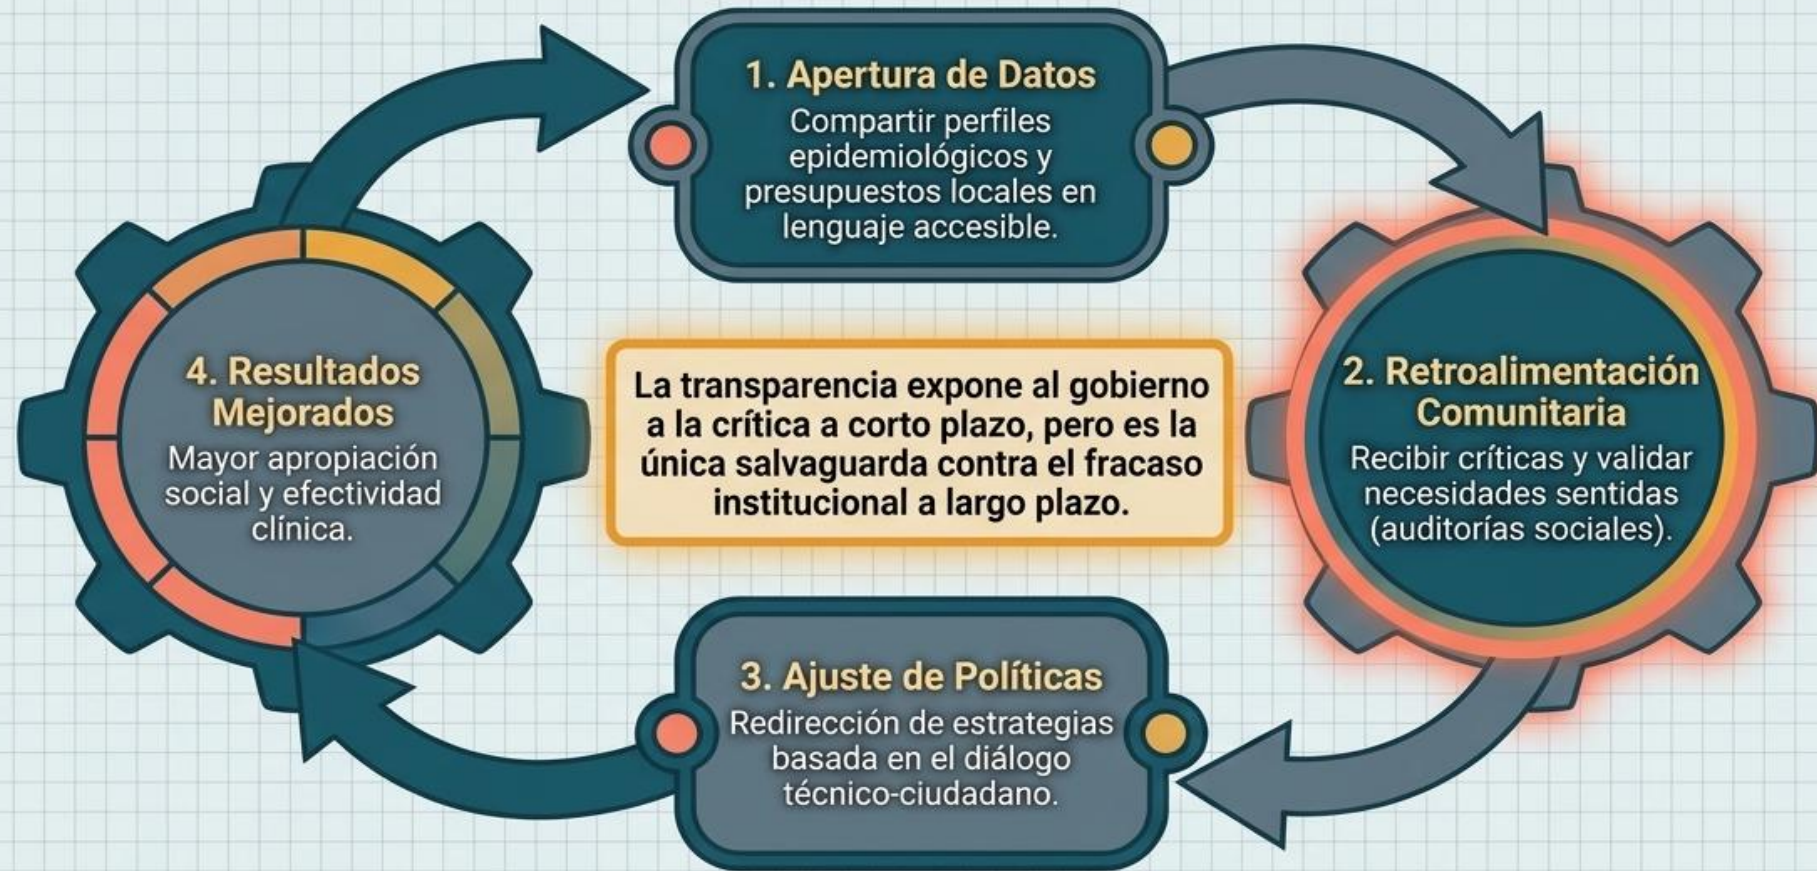 1. Apertura de Datos
Compartir perfiles
epidemiológicos y
presupuestos locales en
lenguaje accesible.
2. Retroalimentación
Comunitaria
Recibir críticas y validar
necesidades sentidas
(auditorías sociales).
3. Ajuste de Políticas
Redirección de estrategias
basada en el diálogo
técnico-ciudadano.
4. Resultados
Mejorados
Mayor apropiación
social y efectividad
clínica.
La transparencia expone al gobierno
a la crítica a corto plazo, pero es la
única salvaguarda contra el fracaso
institucional a largo plazo.